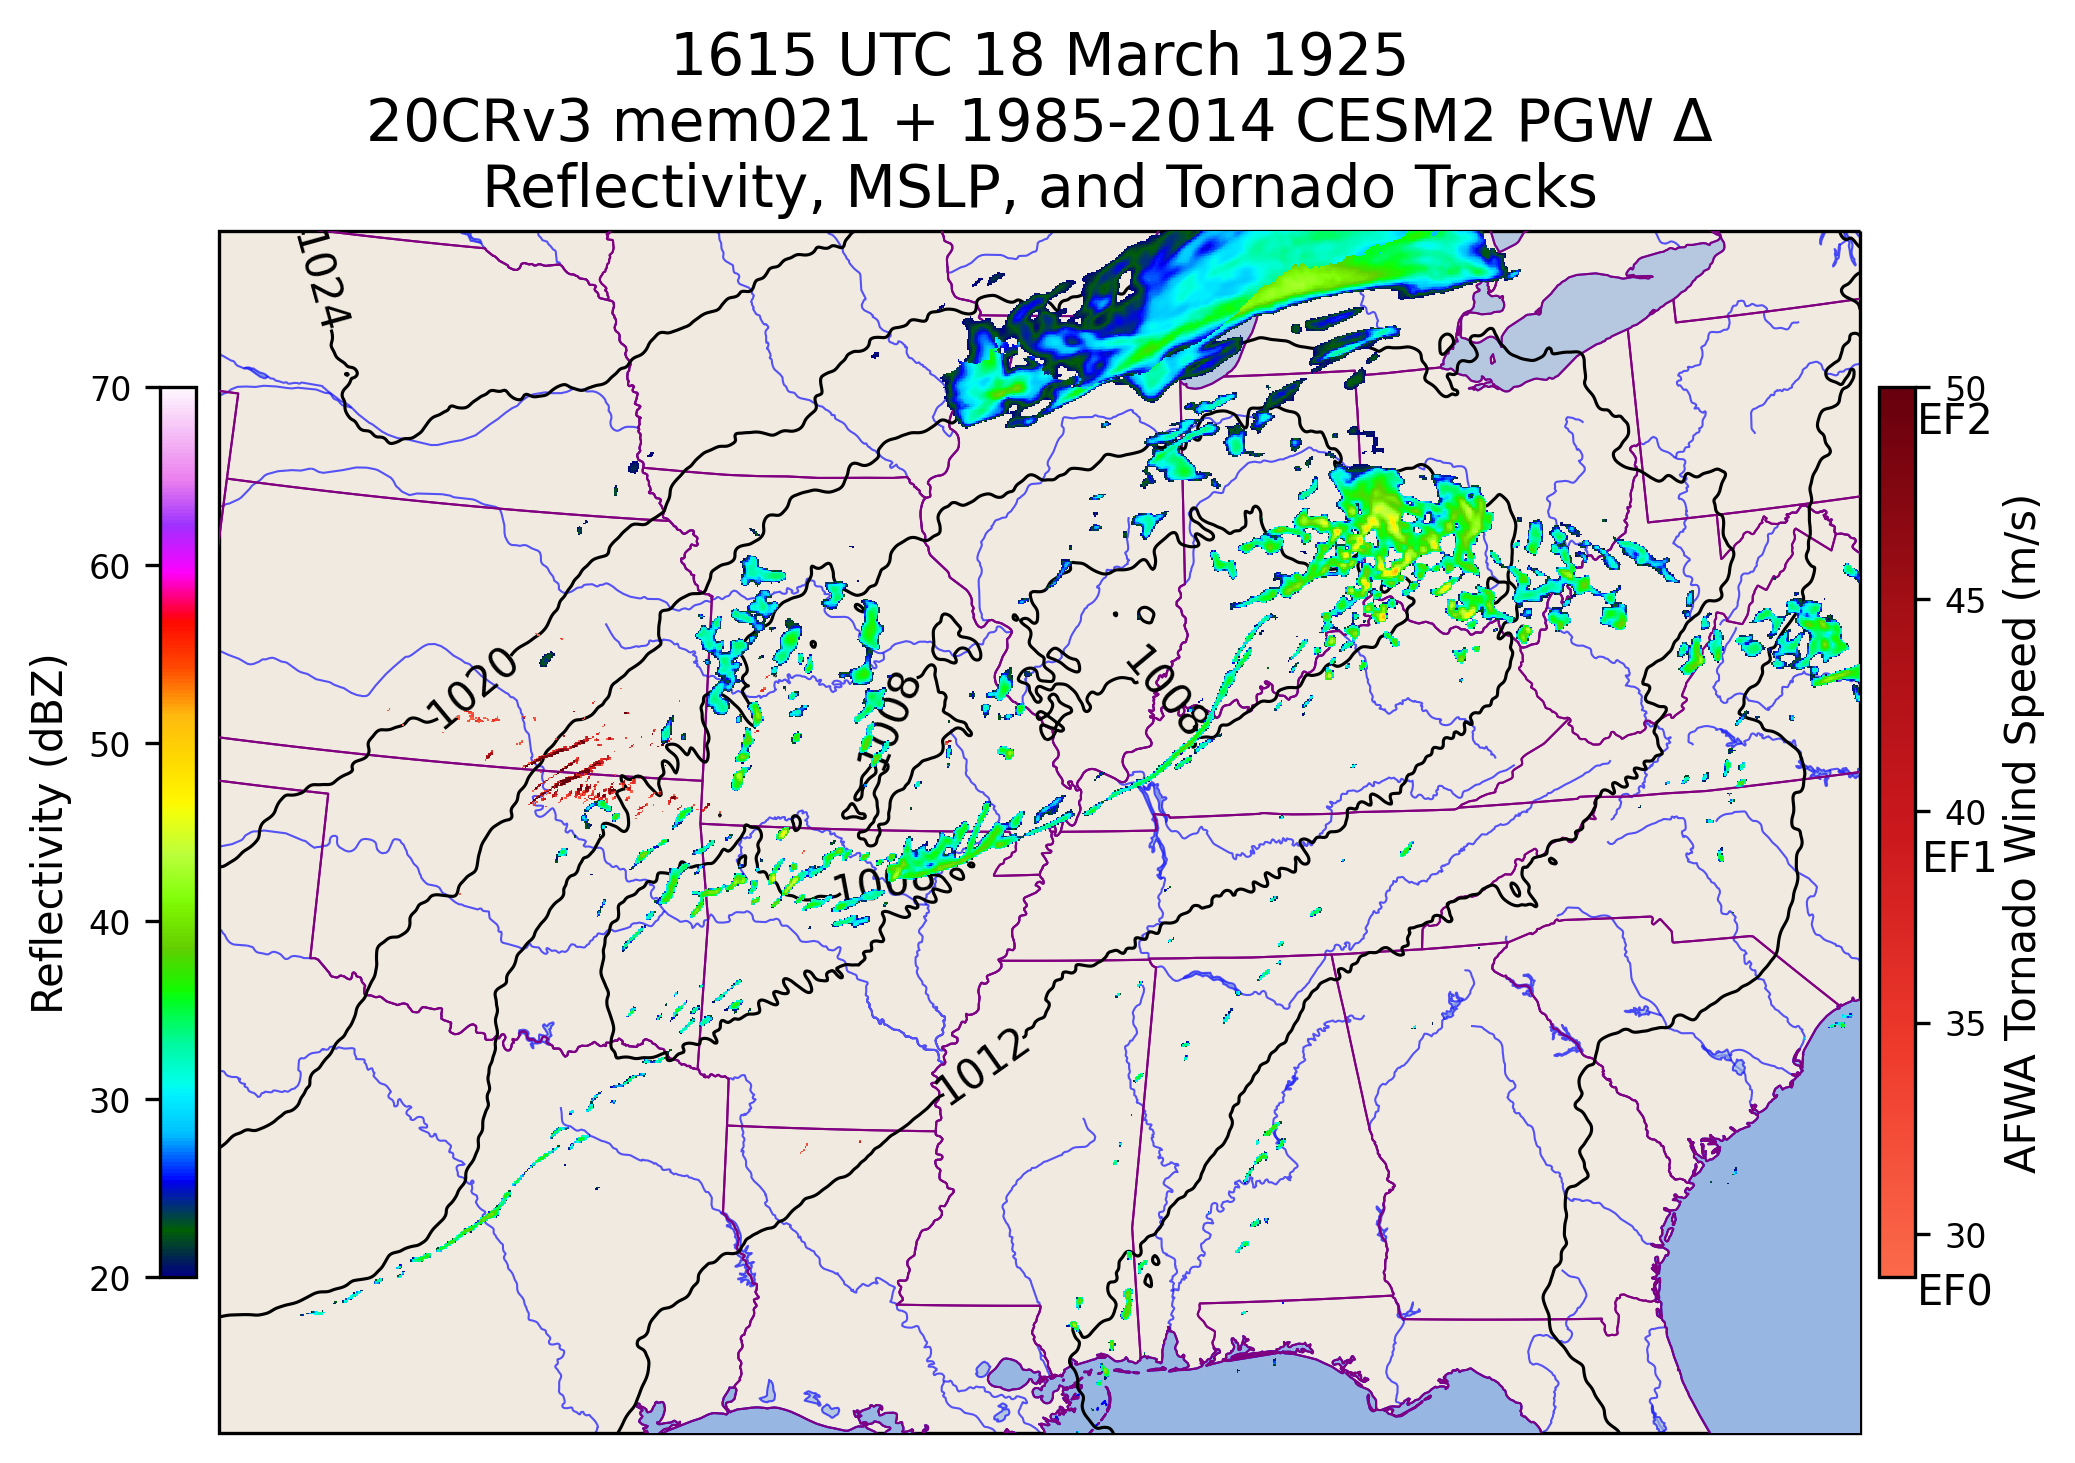 1615 UTC 18 March 1925
20CRv3 mem021 + 1985-2014 CESM2 PGW Δ
Reflectivity, MSLP, and Tornado Tracks
Reflectivity (dBZ)
70
60
50
40
30
20
1024
1020
1008
1008
1008
1012
50
EF2
45
40
EF1
35
30
EF0
AFWA Tornado Wind Speed (m/s)